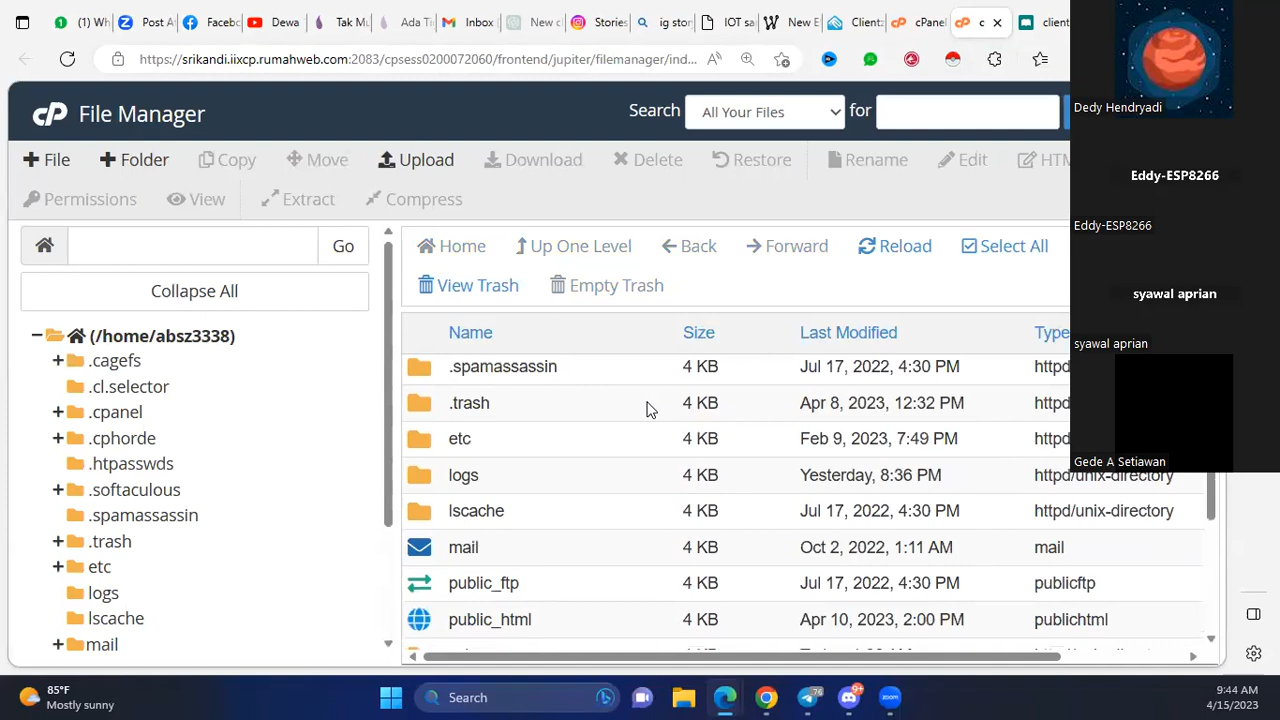 (1) Wh
Post A
Facebc
Dewa
Tak Mu
Ada Ti
Inbox (
New c
Stories
ig stor
IOT sa
New E
Client
cPanel
c
client
https://srikandi.iixcp.rumahweb.com:2083/cpsess0200072060/frontend/jupiter/filemanager/ind...
cP File Manager
Search All Your Files for
File Folder Copy Move Upload Download Delete Restore Rename Edit HTM
Permissions View Extract Compress
Go
Collapse All
(/home/absz3338)
.cagefs
.cl.selector
.cpanel
.cphorde
.htpasswds
.softaculous
.spamassassin
.trash
etc
logs
lscache
mail
Home Up One Level Back Forward Reload Select All
View Trash Empty Trash
Name Size Last Modified Type
.spamassassin 4 KB Jul 17, 2022, 4:30 PM httpd
.trash 4 KB Apr 8, 2023, 12:32 PM httpd
etc 4 KB Feb 9, 2023, 7:49 PM httpd
logs 4 KB Yesterday, 8:36 PM httpd/unix-directory
lscache 4 KB Jul 17, 2022, 4:30 PM httpd/unix-directory
mail 4 KB Oct 2, 2022, 1:11 AM mail
public_ftp 4 KB Jul 17, 2022, 4:30 PM publicftp
public_html 4 KB Apr 10, 2023, 2:00 PM publichtml
Dedy Hendryadi
Eddy-ESP8266
Eddy-ESP8266
syawal aprian
syawal aprian
Gede A Setiawan
85°F
Mostly sunny
Search
76
9+
zoom
9:44 AM
4/15/2023